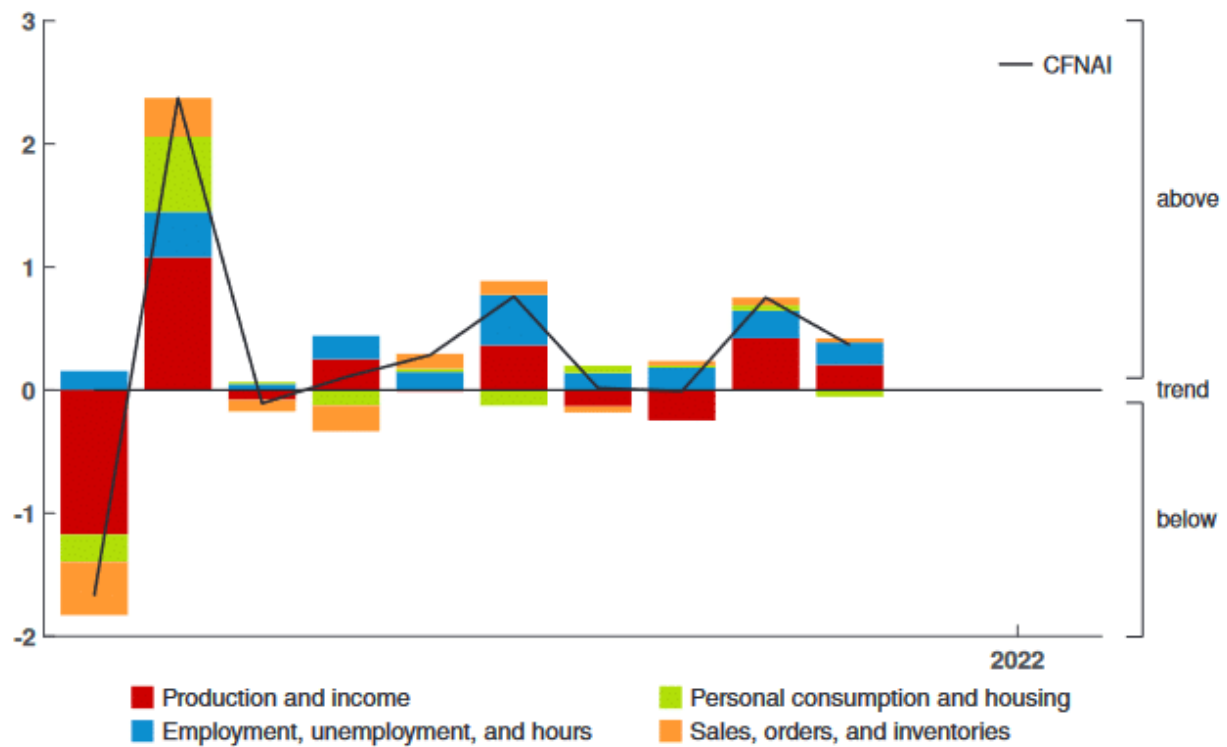 3
CFNAI
2
above
1
0
trend
-1
below
-2
2022
Production and income
Personal consumption and housing
Employment, unemployment, and hours
Sales, orders, and inventories